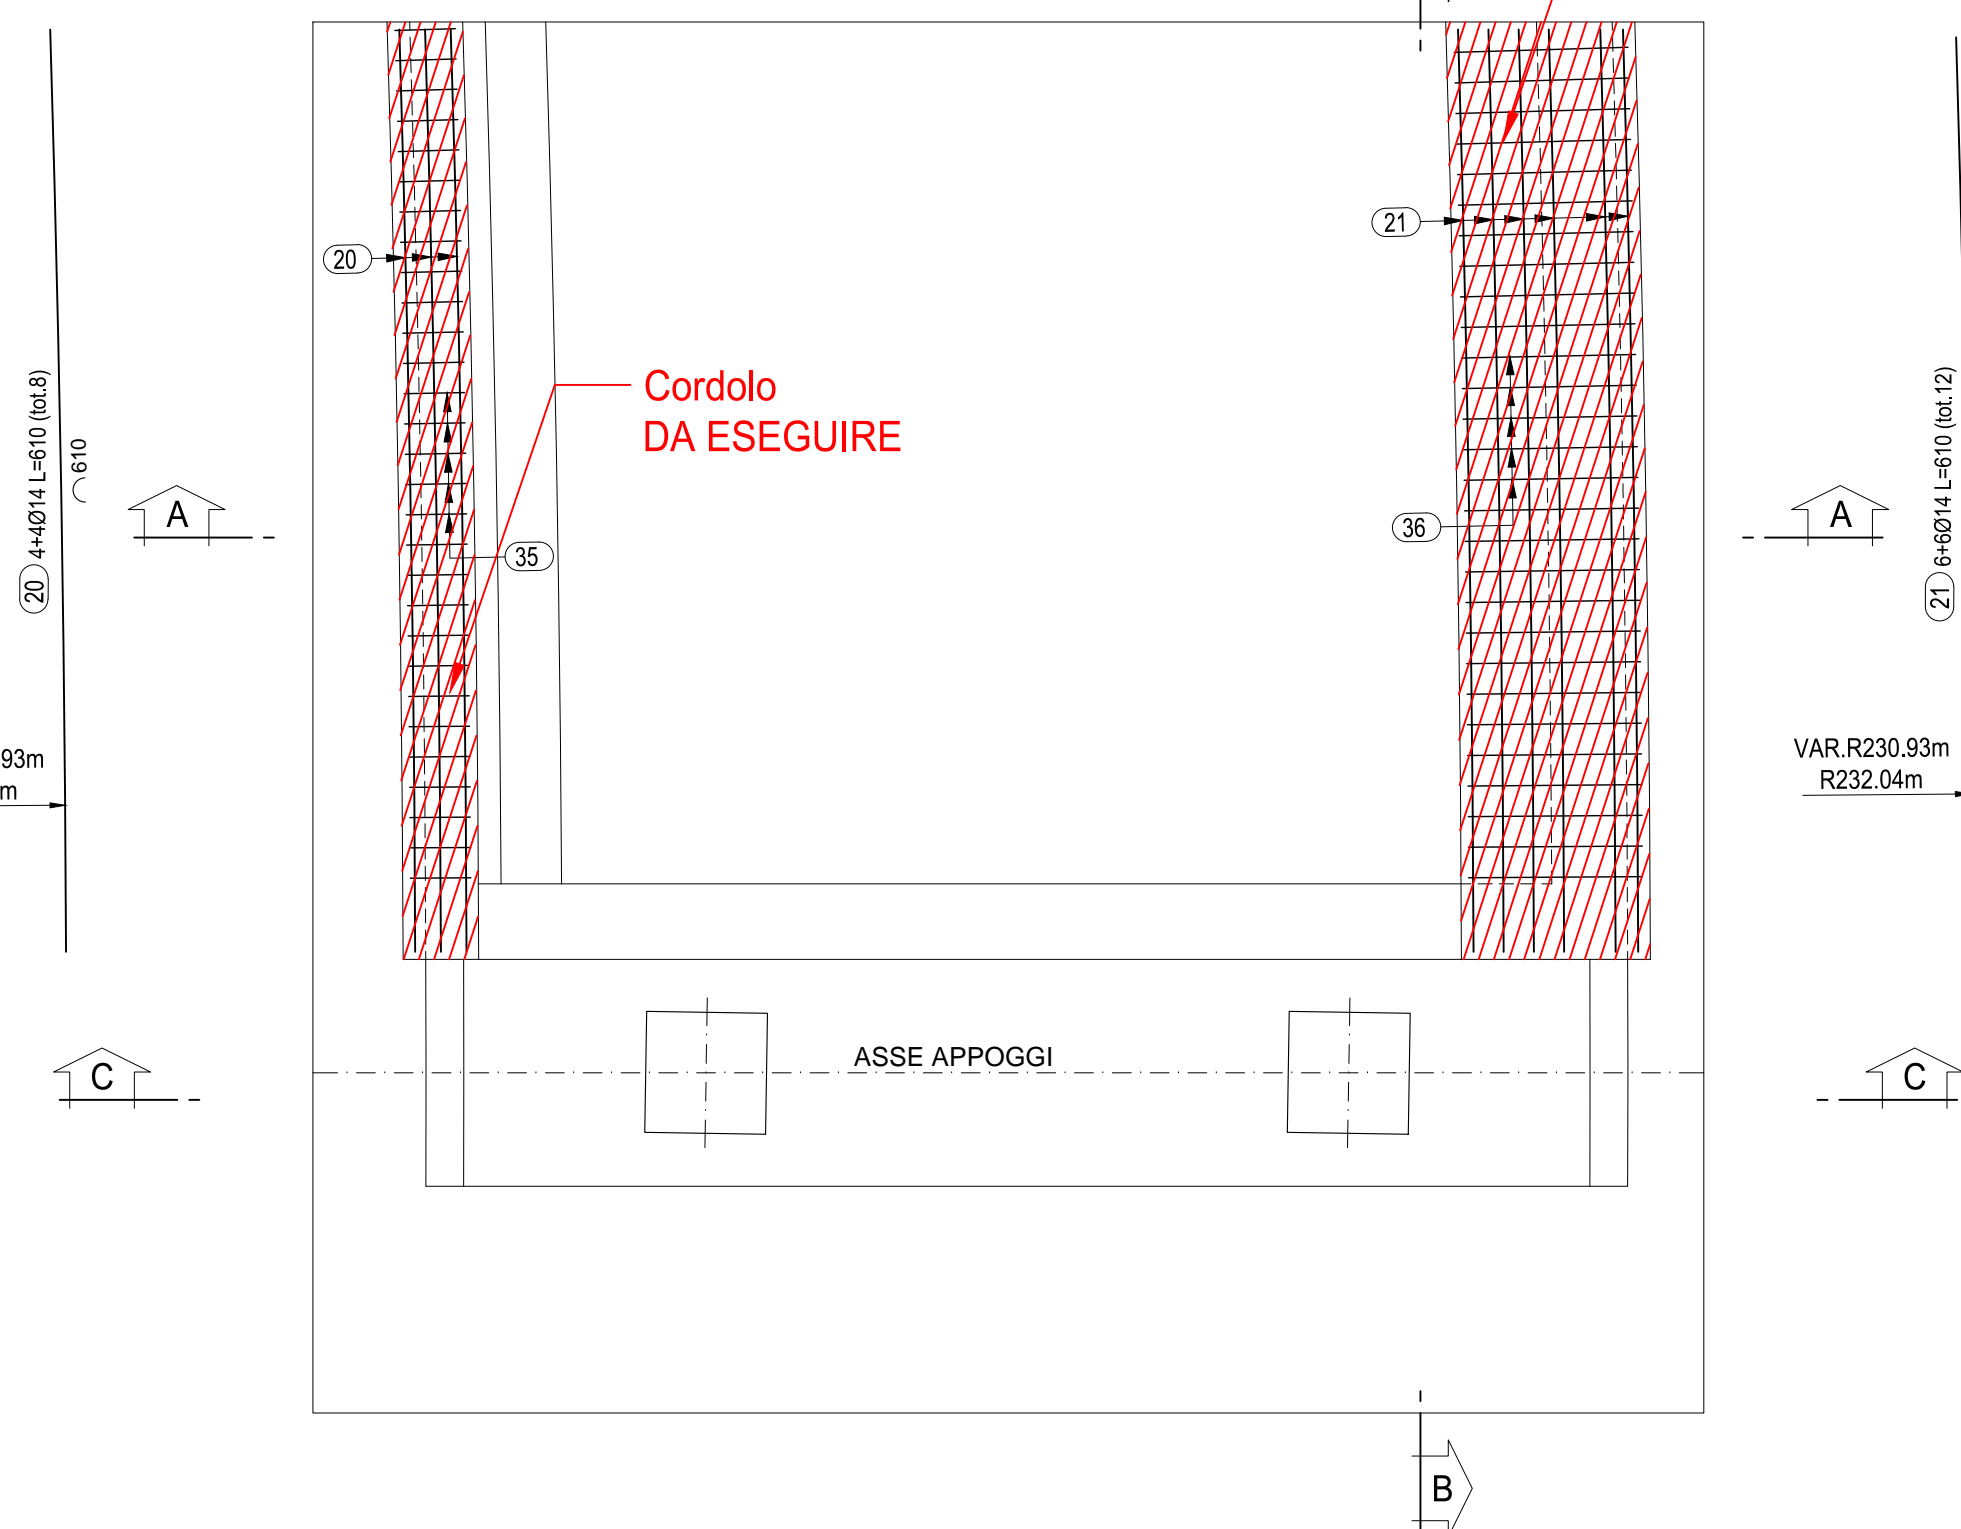 20
21
Cordolo
DA ESEGUIRE
20 4+4Ø14 L=610 (tot.8)
610
A
35
36
A
21 6+6Ø14 L=610 (tot.12)
93m
m
VAR.R230.93m
R232.04m
C
ASSE APPOGGI
C
B